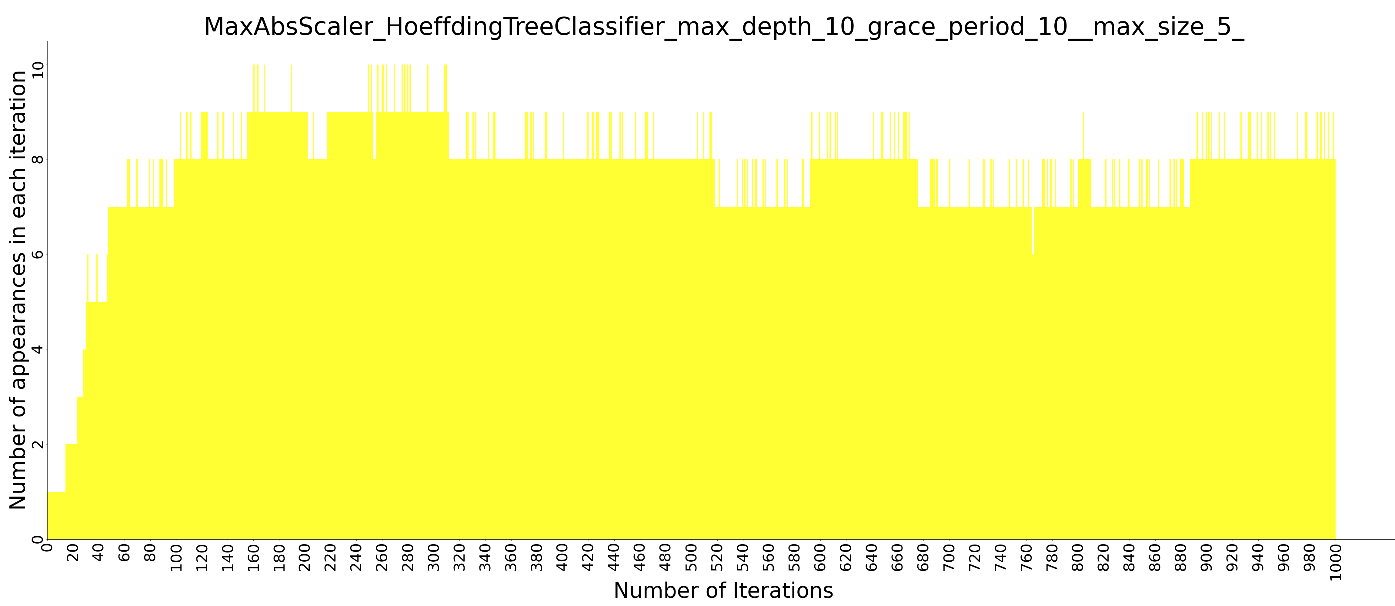 MaxAbsScaler_HoeffdingTreeClassifier_max_depth_10_grace_period_10__max_size_5_
Number of appearances in each iteration
10
8
6
4
2
0
0 20 40 60 80 100 120 140 160 180 200 220 240 260 280 300 320 340 360 380 400 420 440 460 480 500 520 540 560 580 600 620 640 660 680 700 720 740 760 780 800 820 840 860 880 900 920 940 960 980 1000
Number of Iterations